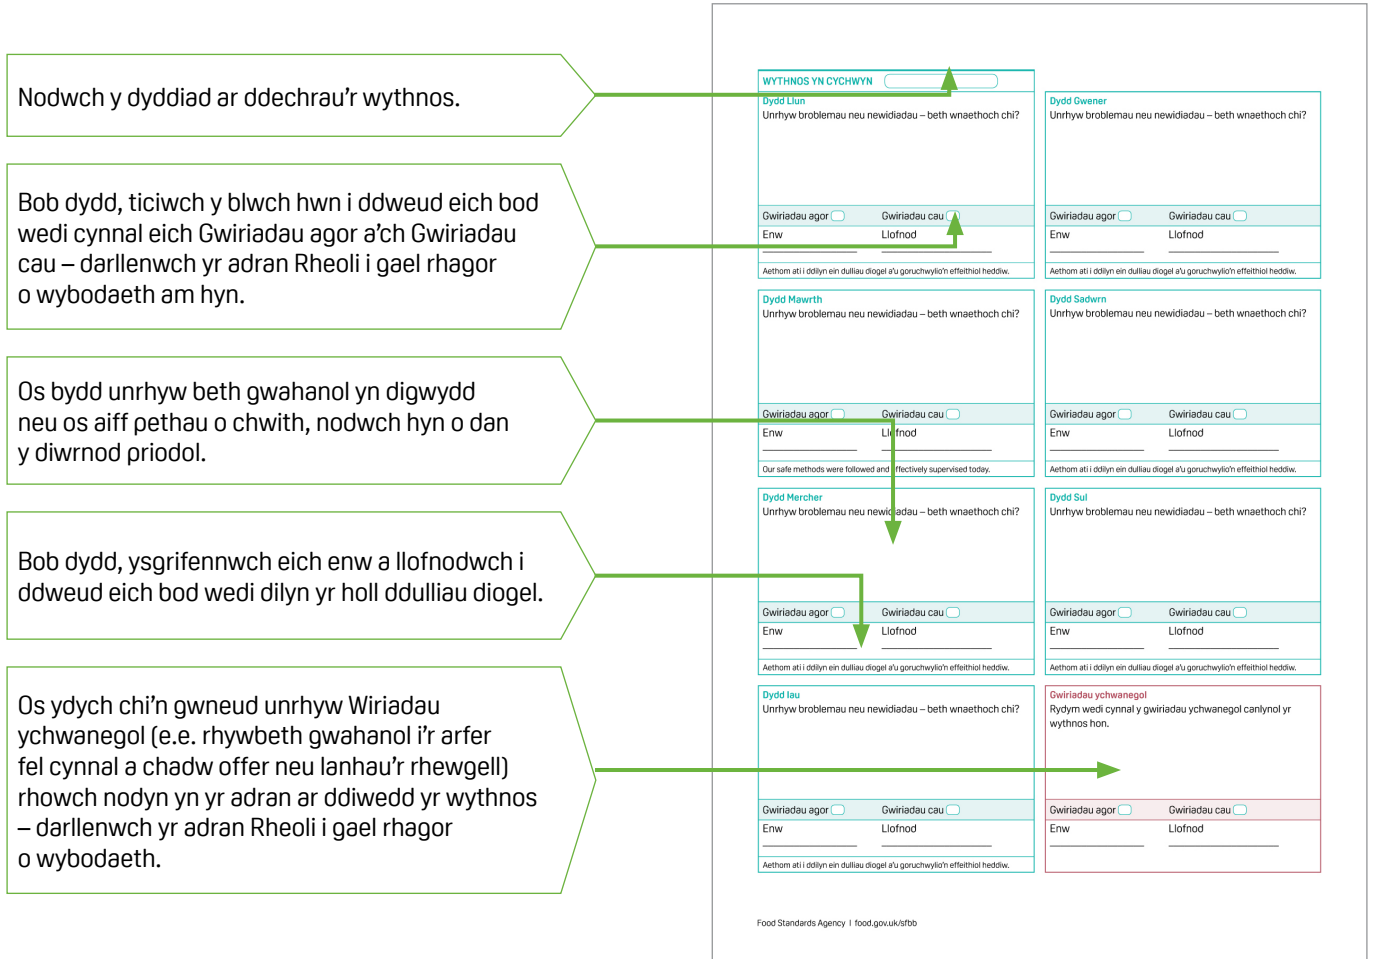 Nodwch y dyddiad ar ddechrau'r wythnos.
Bob dydd, ticiwch y blwch hwn i ddweud eich bod
wedi cynnal eich Gwiriadau agor a'ch Gwiriadau
cau – darllenwch yr adran Rheoli i gael rhagor
o wybodaeth am hyn.
Os bydd unrhyw beth gwahanol yn digwydd
neu os aiff pethau o chwith, nodwch hyn o dan
y diwrnod priodol.
Bob dydd, ysgrifennwch eich enw a llofnodwch i
ddweud eich bod wedi dilyn yr holl ddulliau diogel.
Os ydych chi'n gwneud unrhyw Wiriadau
ychwanegol (e.e. rhywbeth gwahanol i'r arfer
fel cynnal a chadw offer neu lanhau'r rhewgell)
rhowch nodyn yn yr adran ar ddiwedd yr wythnos
– darllenwch yr adran Rheoli i gael rhagor
o wybodaeth.
WYTHNOS YN CYCHWYN
Dydd Llun
Unrhyw broblemau neu newidiadau – beth wnaethoch chi?
Gwiriadau agor Gwiriadau cau
Enw Llofnod
Aethom ati i ddilyn ein dulliau diogel a'u goruchwylio'n effeithiol heddiw.
Dydd Mawrth
Unrhyw broblemau neu newidiadau – beth wnaethoch chi?
Gwiriadau agor Gwiriadau cau
Enw Llofnod
Our safe methods were followed and effectively supervised today.
Dydd Mercher
Unrhyw broblemau neu newidiadau – beth wnaethoch chi?
Gwiriadau agor Gwiriadau cau
Enw Llofnod
Aethom ati i ddilyn ein dulliau diogel a'u goruchwylio'n effeithiol heddiw.
Dydd Iau
Unrhyw broblemau neu newidiadau – beth wnaethoch chi?
Gwiriadau agor Gwiriadau cau
Enw Llofnod
Aethom ati i ddilyn ein dulliau diogel a'u goruchwylio'n effeithiol heddiw.
Dydd Gwener
Unrhyw broblemau neu newidiadau – beth wnaethoch chi?
Gwiriadau agor Gwiriadau cau
Enw Llofnod
Aethom ati i ddilyn ein dulliau diogel a'u goruchwylio'n effeithiol heddiw.
Dydd Sadwrn
Unrhyw broblemau neu newidiadau – beth wnaethoch chi?
Gwiriadau agor Gwiriadau cau
Enw Llofnod
Aethom ati i ddilyn ein dulliau diogel a'u goruchwylio'n effeithiol heddiw.
Dydd Sul
Unrhyw broblemau neu newidiadau – beth wnaethoch chi?
Gwiriadau agor Gwiriadau cau
Enw Llofnod
Aethom ati i ddilyn ein dulliau diogel a'u goruchwylio'n effeithiol heddiw.
Gwiriadau ychwanegol
Rydym wedi cynnal y gwiriadau ychwanegol canlynol yr
wythnos hon.
Gwiriadau agor Gwiriadau cau
Enw Llofnod
Food Standards Agency | food.gov.uk/sfbb